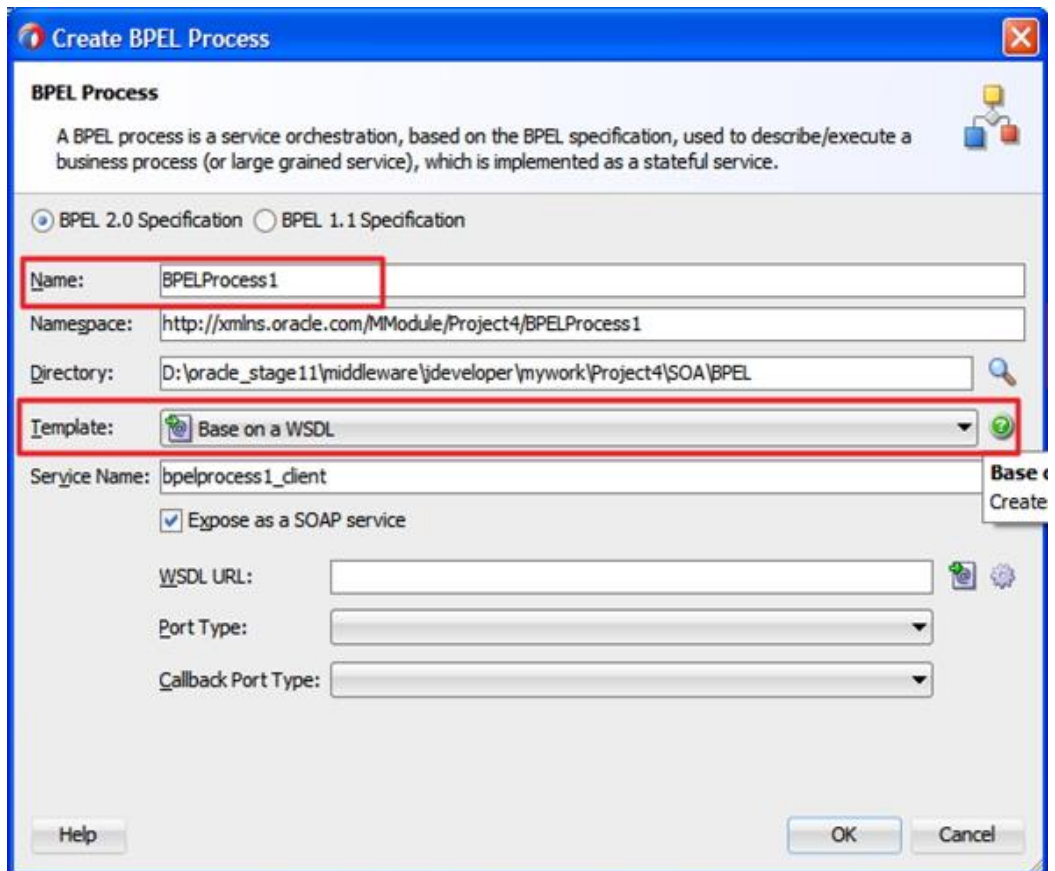 Create BPEL Process
BPEL Process
A BPEL process is a service orchestration, based on the BPEL specification, used to describe/execute a
business process (or large grained service), which is implemented as a stateful service.
BPEL 2.0 Specification BPEL 1.1 Specification
Name: BPELProcess1
Namespace: http://xmlns.oracle.com/MModule/Project4/BPELProcess1
Directory: D:\oracle_stage11\middleware\jdeveloper\mywork\Project4\SOA\BPEL
Template: Base on a WSDL
Service Name: bpelprocess1_client
Base
Create
Expose as a SOAP service
WSDL URL:
Port Type:
Callback Port Type:
Help OK Cancel